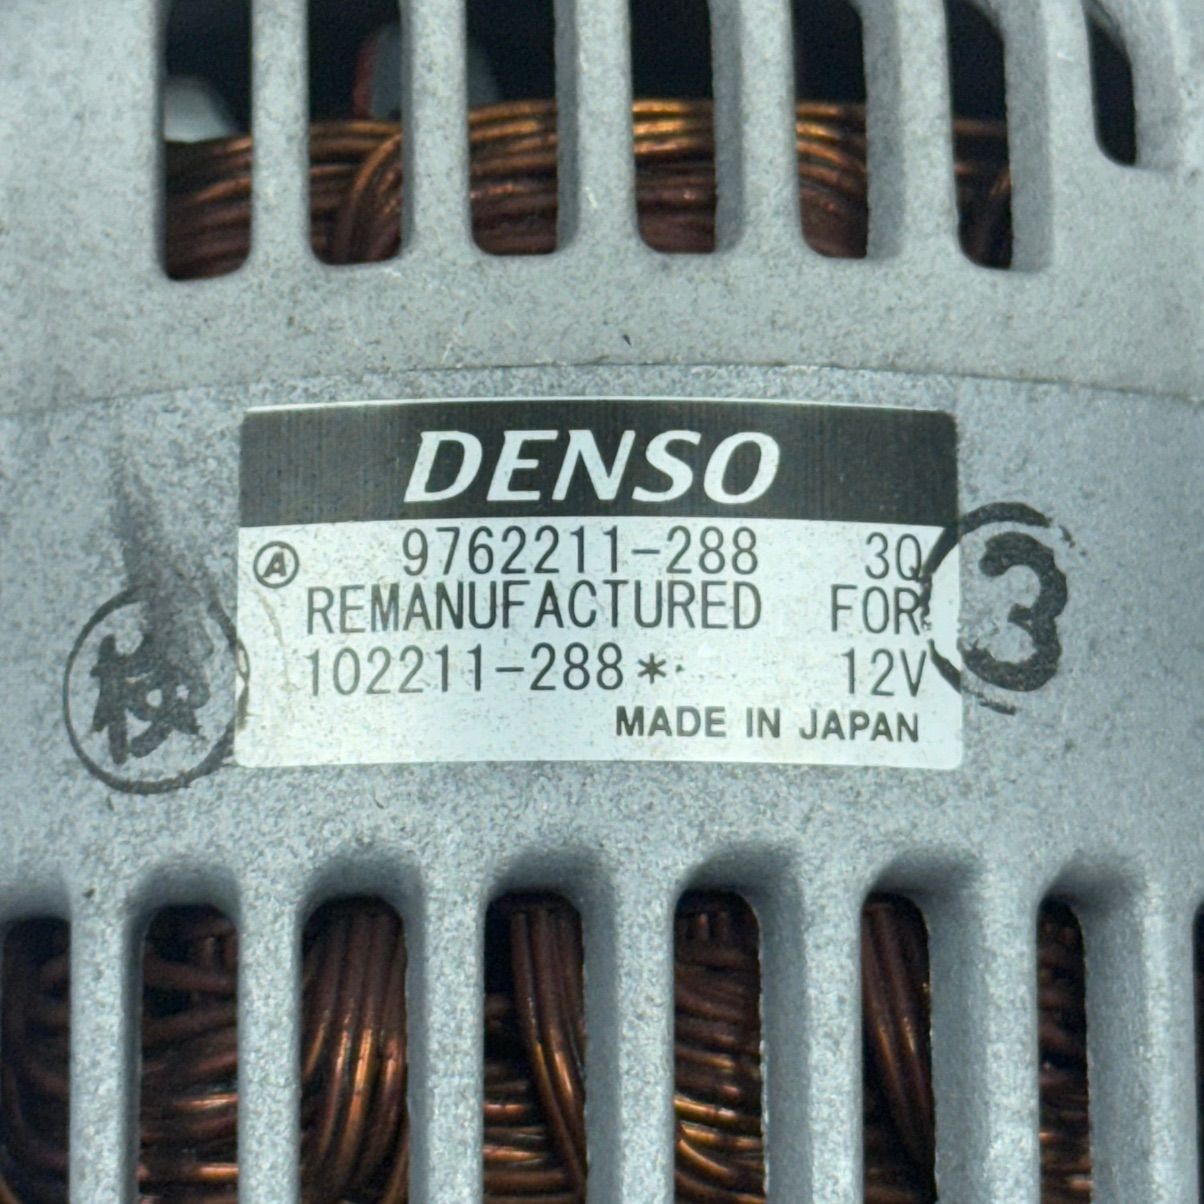 DENSO
Ⓐ 9762211-288 3Q
REMANUFACTURED FOR
102211-288* 12V
MADE IN JAPAN
検
3